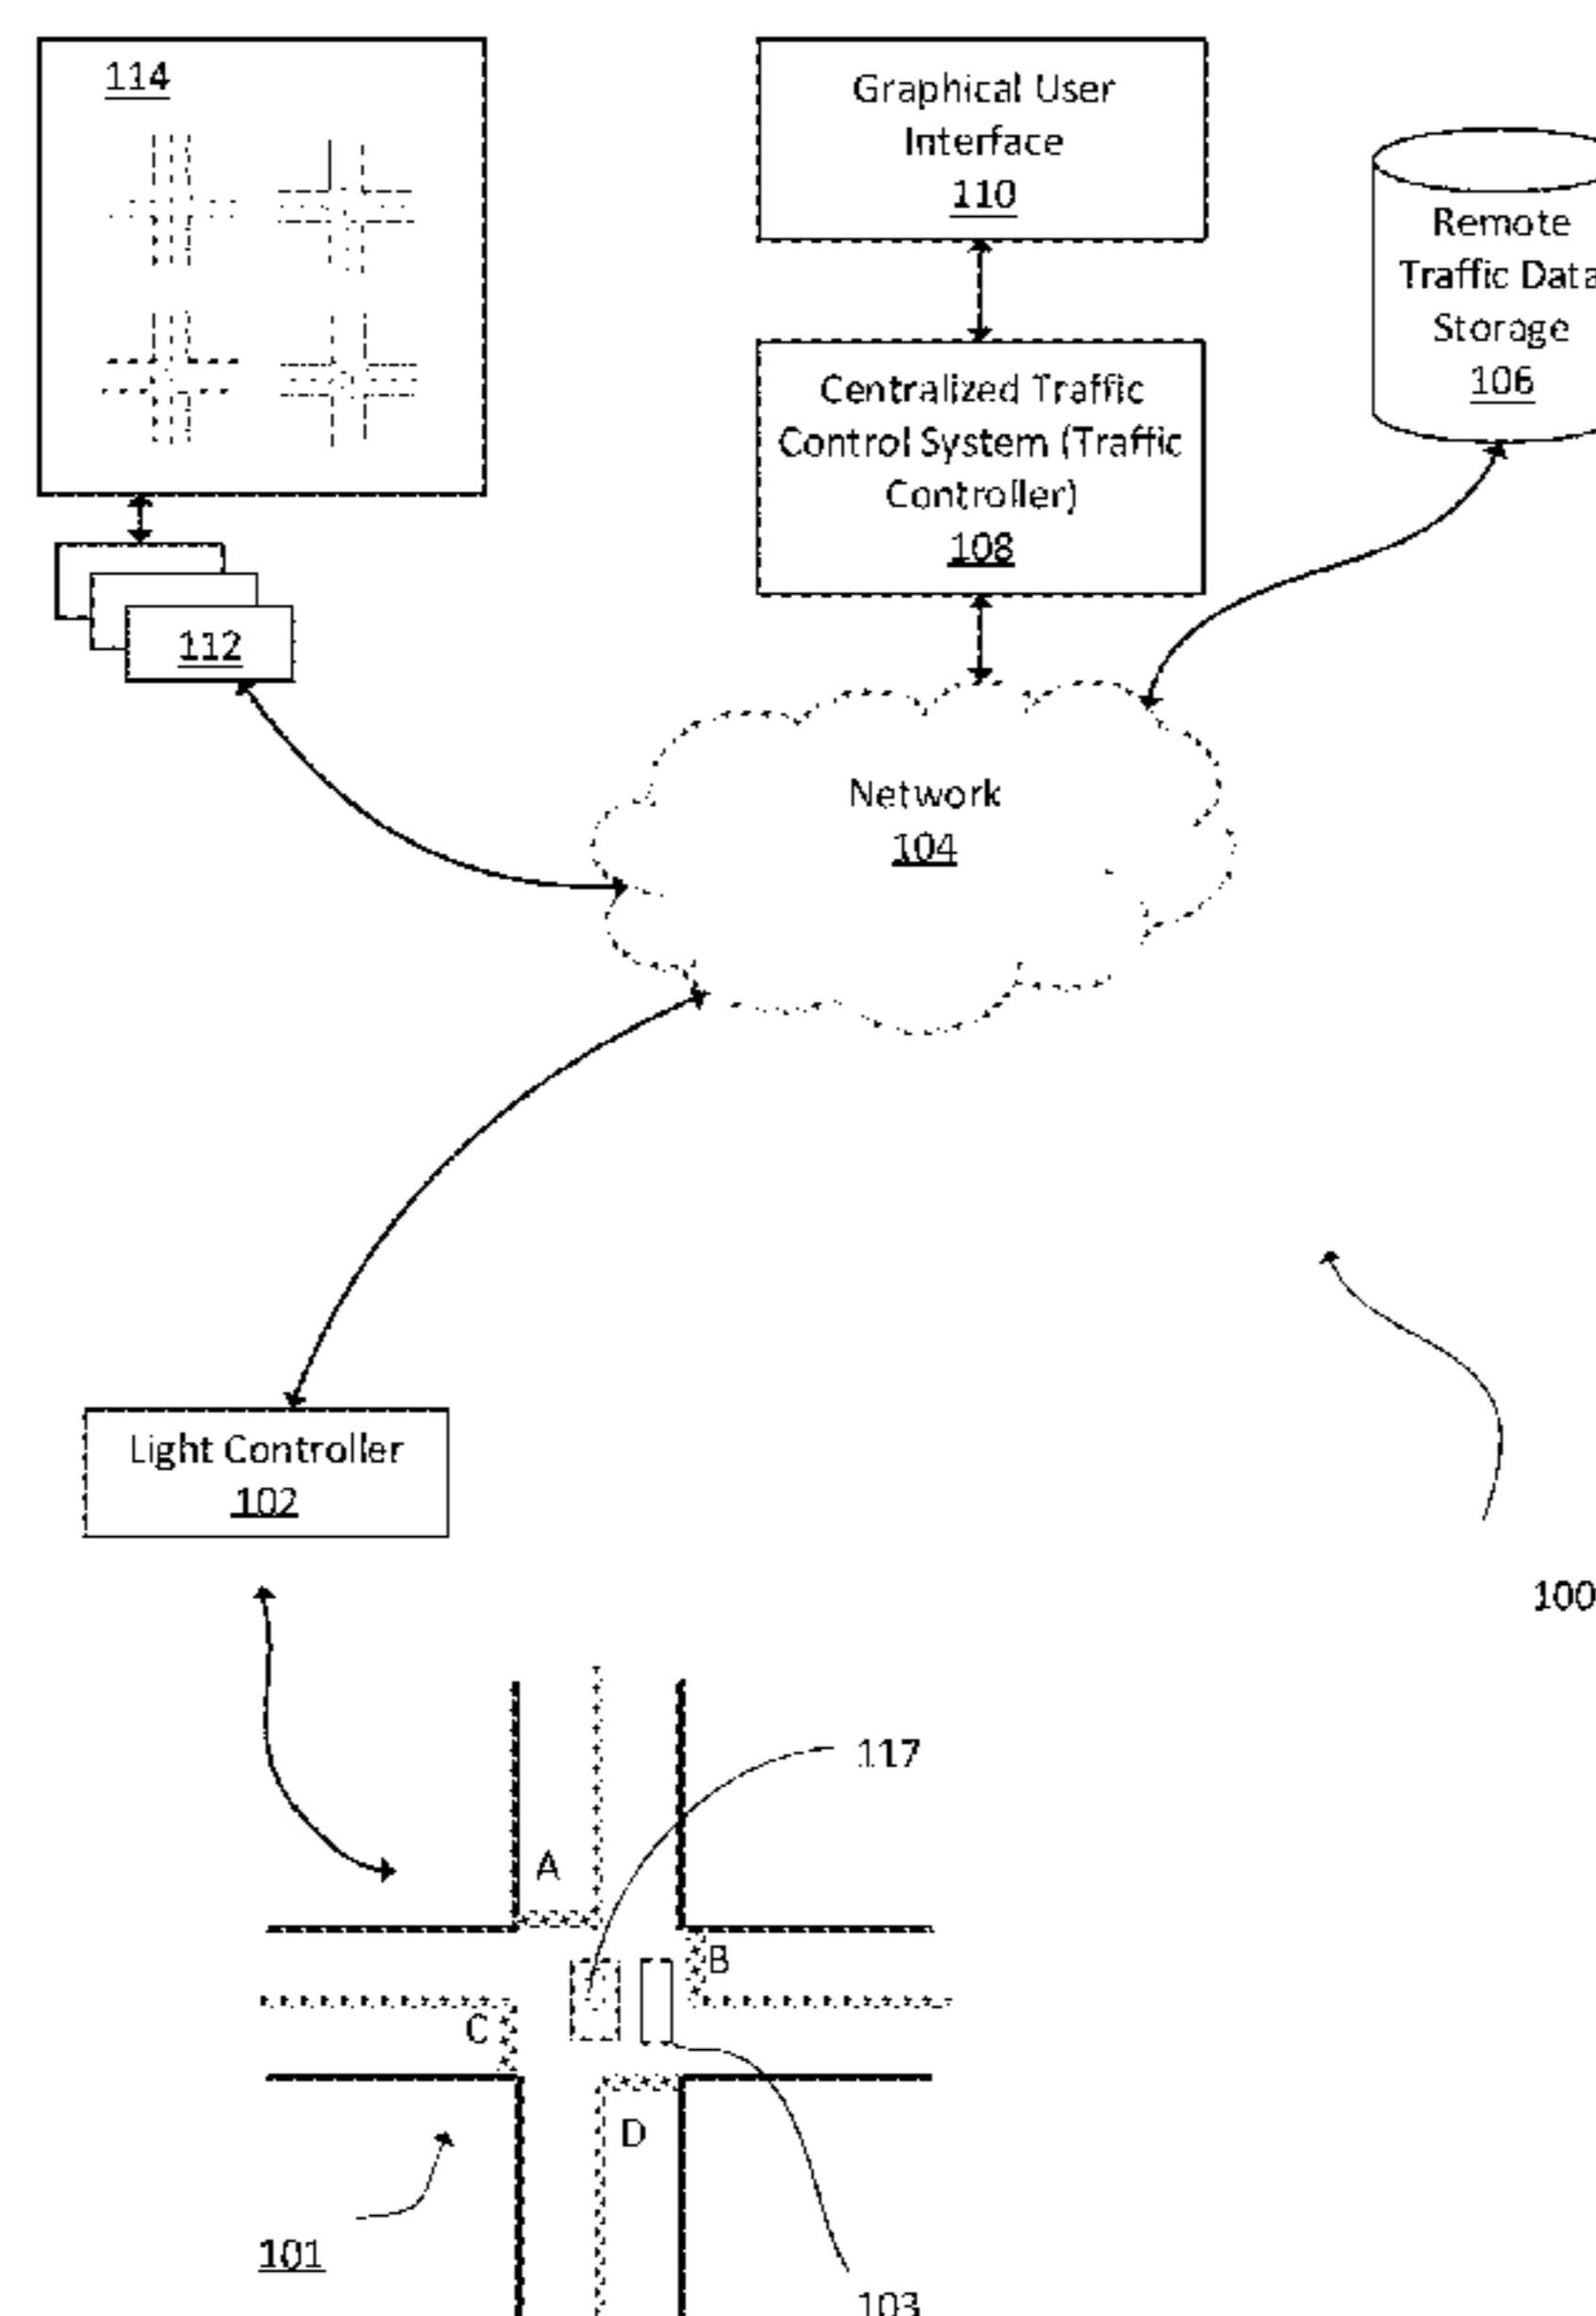 114
Graphical User
Interface
110
Remote
Traffic Data
Storage
106
Centralized Traffic
Control System (Traffic
Controller)
108
112
Network
104
Light Controller
102
100
117
A
B
C
D
101
103